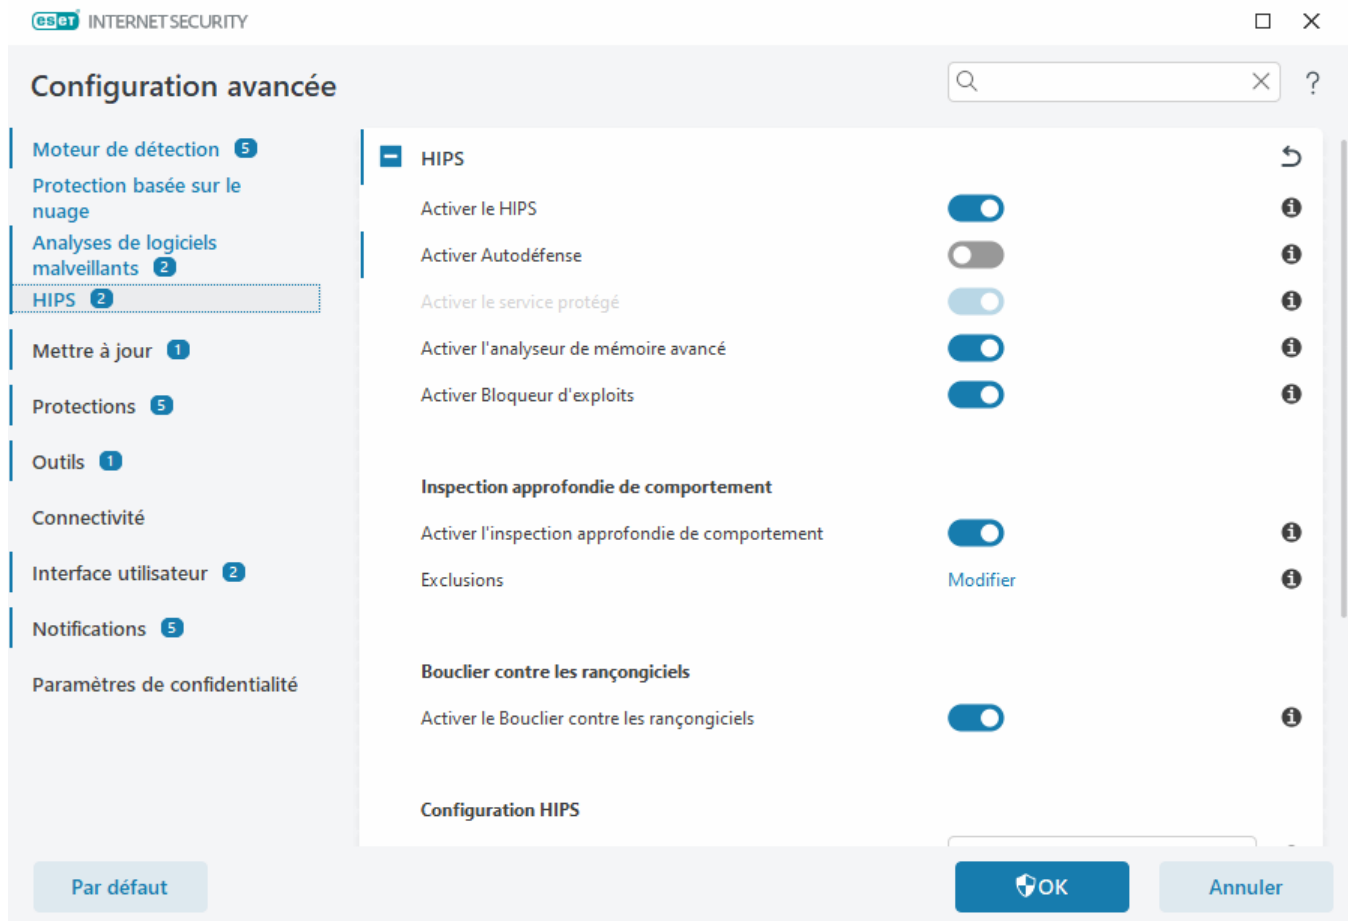 eset INTERNET SECURITY
Configuration avancée
?
Moteur de détection 5
Protection basée sur le
nuage
Analyses de logiciels
malveillants 2
HIPS 2
Mettre à jour 1
Protections 5
Outils 1
Connectivité
Interface utilisateur 2
Notifications 5
Paramètres de confidentialité
HIPS
Activer le HIPS
Activer Autodéfense
Activer le service protégé
Activer l'analyseur de mémoire avancé
Activer Bloqueur d'exploits
Inspection approfondie de comportement
Activer l'inspection approfondie de comportement
Exclusions Modifier
Bouclier contre les rançongiciels
Activer le Bouclier contre les rançongiciels
Configuration HIPS
Par défaut
OK
Annuler